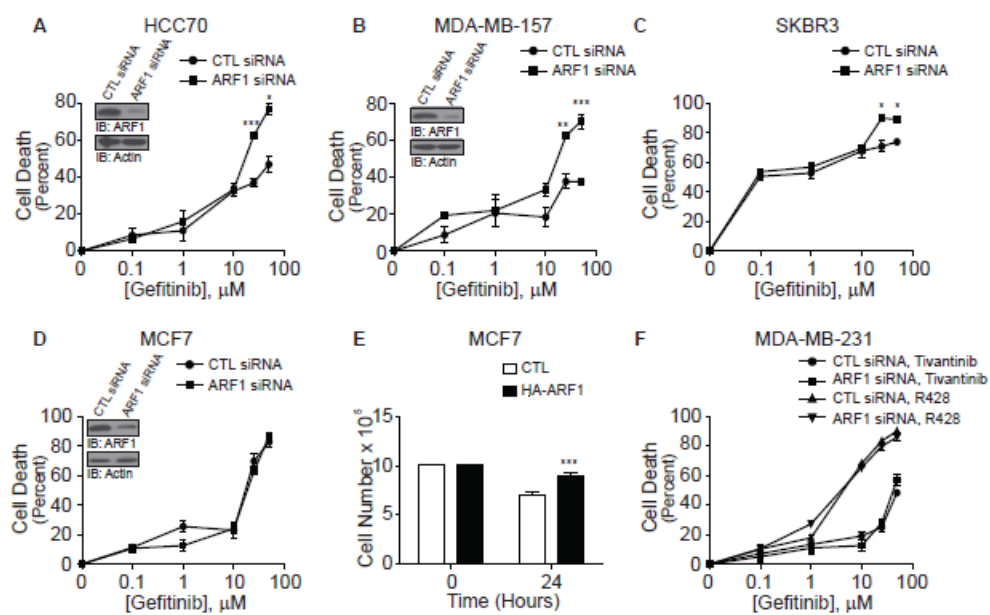 A HCC70
CTL siRNA
ARF1 siRNA
CTL siRNA
ARF1 siRNA
IB: ARF1
IB: Actin
***
*
Cell Death
(Percent)
80
60
40
20
0
0 0.1 1 10 100
[Gefitinib], μM
B MDA-MB-157
CTL siRNA
ARF1 siRNA
CTL siRNA
ARF1 siRNA
IB: ARF1
IB: Actin
**
***
Cell Death
(Percent)
80
60
40
20
0
0 0.1 1 10 100
[Gefitinib], μM
C SKBR3
CTL siRNA
ARF1 siRNA
* *
Cell Death
(Percent)
100
80
60
40
20
0
0 0.1 1 10 100
[Gefitinib], μM
D MCF7
CTL siRNA
ARF1 siRNA
CTL siRNA
ARF1 siRNA
IB: ARF1
IB: Actin
Cell Death
(Percent)
100
80
60
40
20
0
0 0.1 1 10 100
[Gefitinib], μM
E MCF7
CTL
HA-ARF1
***
Cell Number x 10⁵
15
10
5
0
0 24
Time (Hours)
F MDA-MB-231
CTL siRNA, Tivantinib
ARF1 siRNA, Tivantinib
CTL siRNA, R428
ARF1 siRNA, R428
Cell Death
(Percent)
100
80
60
40
20
0
0 0.1 1 10 100
[Gefitinib], μM